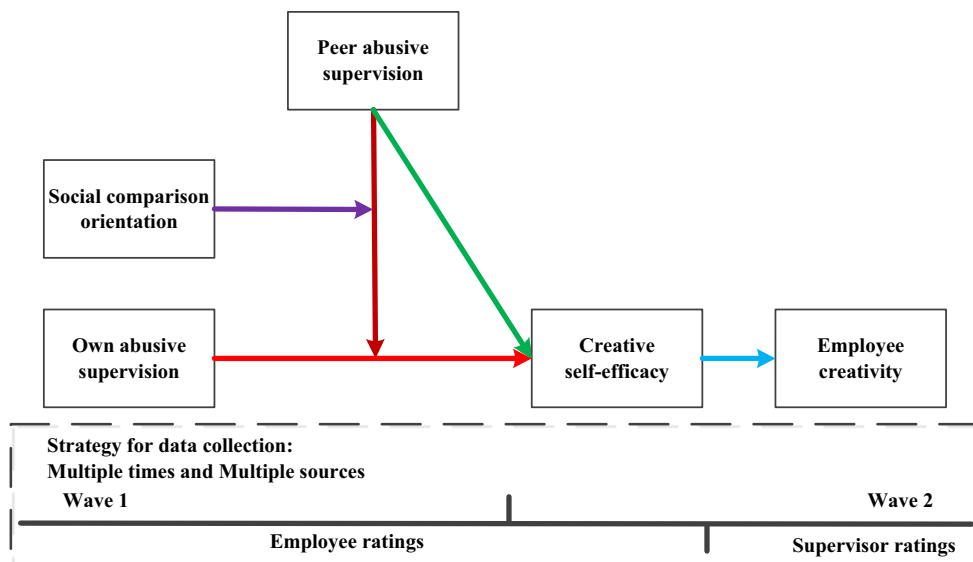 Peer abusive
supervision
Social comparison
orientation
Own abusive
supervision
Creative
self-efficacy
Employee
creativity
Strategy for data collection:
Multiple times and Multiple sources
Wave 1
Wave 2
Employee ratings
Supervisor ratings